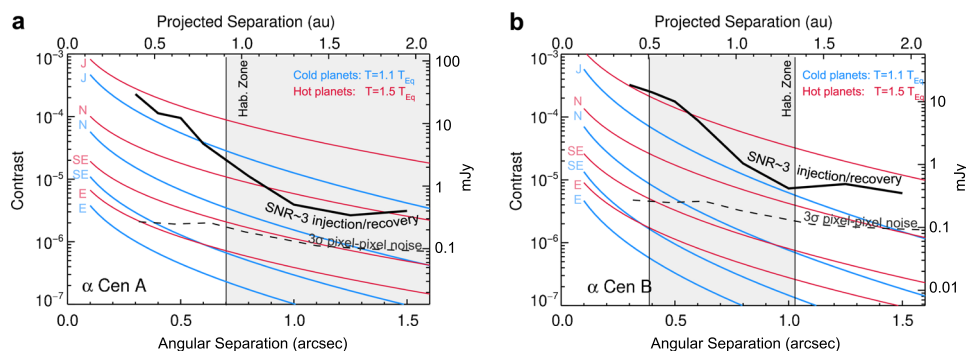 a
Projected Separation (au)
0.0 0.5 1.0 1.5 2.0
10⁻³
10⁻⁴
10⁻⁵
10⁻⁶
10⁻⁷
Contrast
J
J
N
N
SE
SE
E
E
Hab. Zone
Cold planets: T=1.1 T_Eq
Hot planets: T=1.5 T_Eq
SNR~3 injection/recovery
3σ pixel-pixel noise
α Cen A
100
10
1
0.1
mJy
0.0 0.5 1.0 1.5
Angular Separation (arcsec)
b
Projected Separation (au)
0.0 0.5 1.0 1.5 2.0
10⁻³
10⁻⁴
10⁻⁵
10⁻⁶
10⁻⁷
Contrast
J
N
N
SE
SE
E
E
Hab. Zone
Cold planets: T=1.1 T_Eq
Hot planets: T=1.5 T_Eq
SNR~3 injection/recovery
3σ pixel-pixel noise
α Cen B
10
1
0.1
0.01
mJy
0.0 0.5 1.0 1.5
Angular Separation (arcsec)